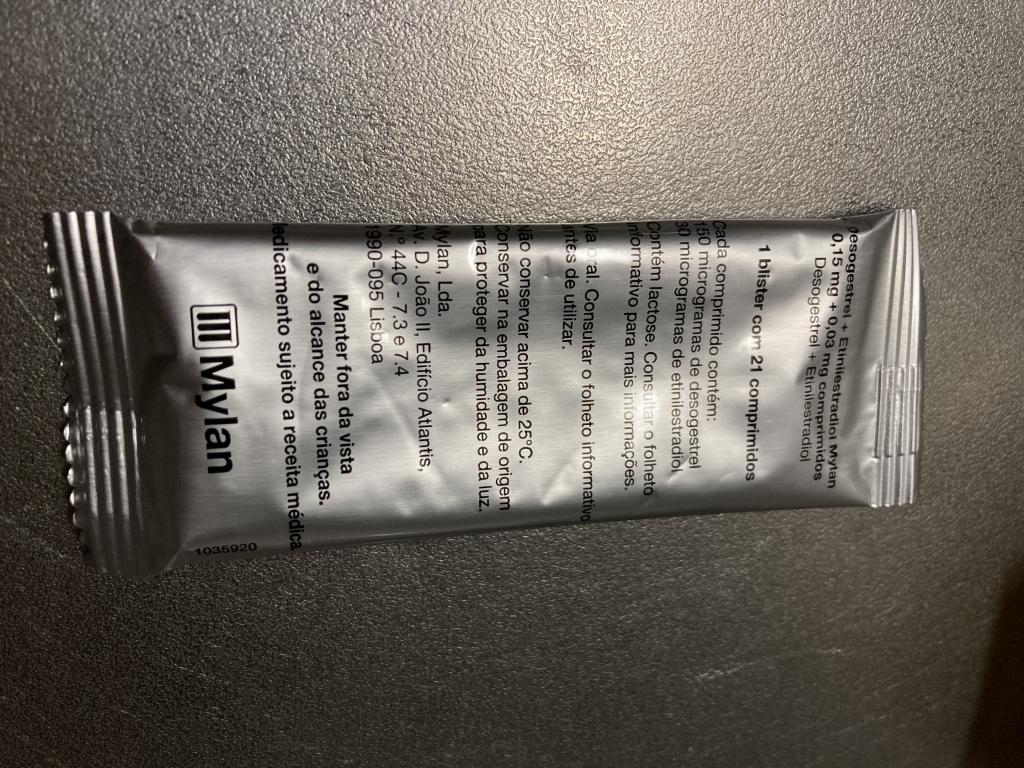 Desogestrel + Etinilestradiol Mylan
0,15 mg + 0,03 mg comprimidos
Desogestrel + Etinilestradiol
1 blister com 21 comprimidos
Cada comprimido contém:
150 microgramas de desogestrel
30 microgramas de etinilestradiol
Contém lactose. Consultar o folheto
informativo para mais informações.
Via oral. Consultar o folheto informativo
antes de utilizar.
Não conservar acima de 25°C.
Conservar na embalagem de origem
para proteger da humidade e da luz.
Mylan, Lda.
Av. D. João II, Edifício Atlantis,
N.º 44C - 7.3 e 7.4
1990-095 Lisboa
Manter fora da vista
e do alcance das crianças.
Medicamento sujeito a receita médica
Mylan
1035920